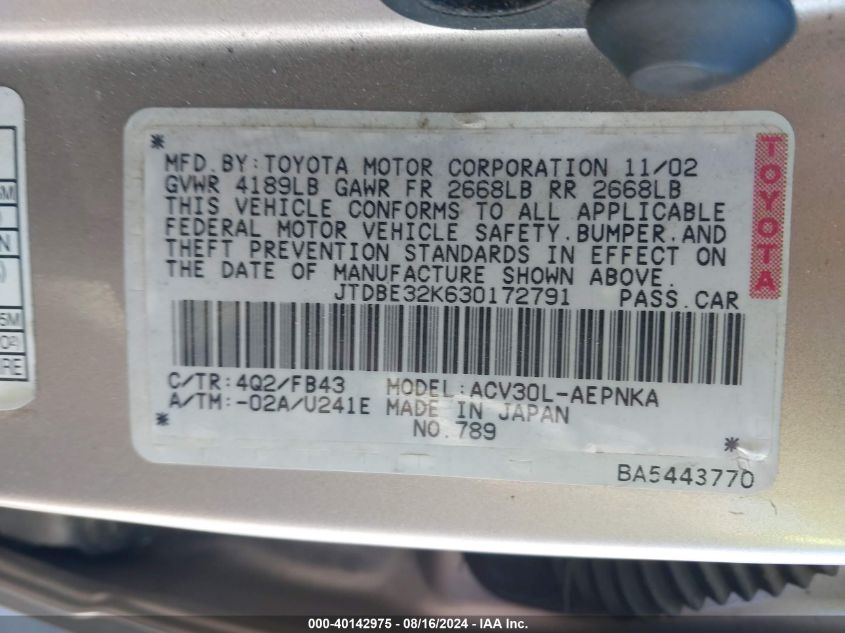 MFD. BY: TOYOTA MOTOR CORPORATION 11/02
GVWR 4189LB GAWR FR 2668LB RR 2668LB
THIS VEHICLE CONFORMS TO ALL APPLICABLE
FEDERAL MOTOR VEHICLE SAFETY, BUMPER, AND
THEFT PREVENTION STANDARDS IN EFFECT ON
THE DATE OF MANUFACTURE SHOWN ABOVE.
JTDBE32K630172791 PASS. CAR
C/TR: 4Q2/FB43 MODEL: ACV30L-AEPNKA
A/TM: -02A/U241E MADE IN JAPAN
NO. 789
TOYOTA
BA5443770
000-40142975 - 08/16/2024 - IAA Inc.